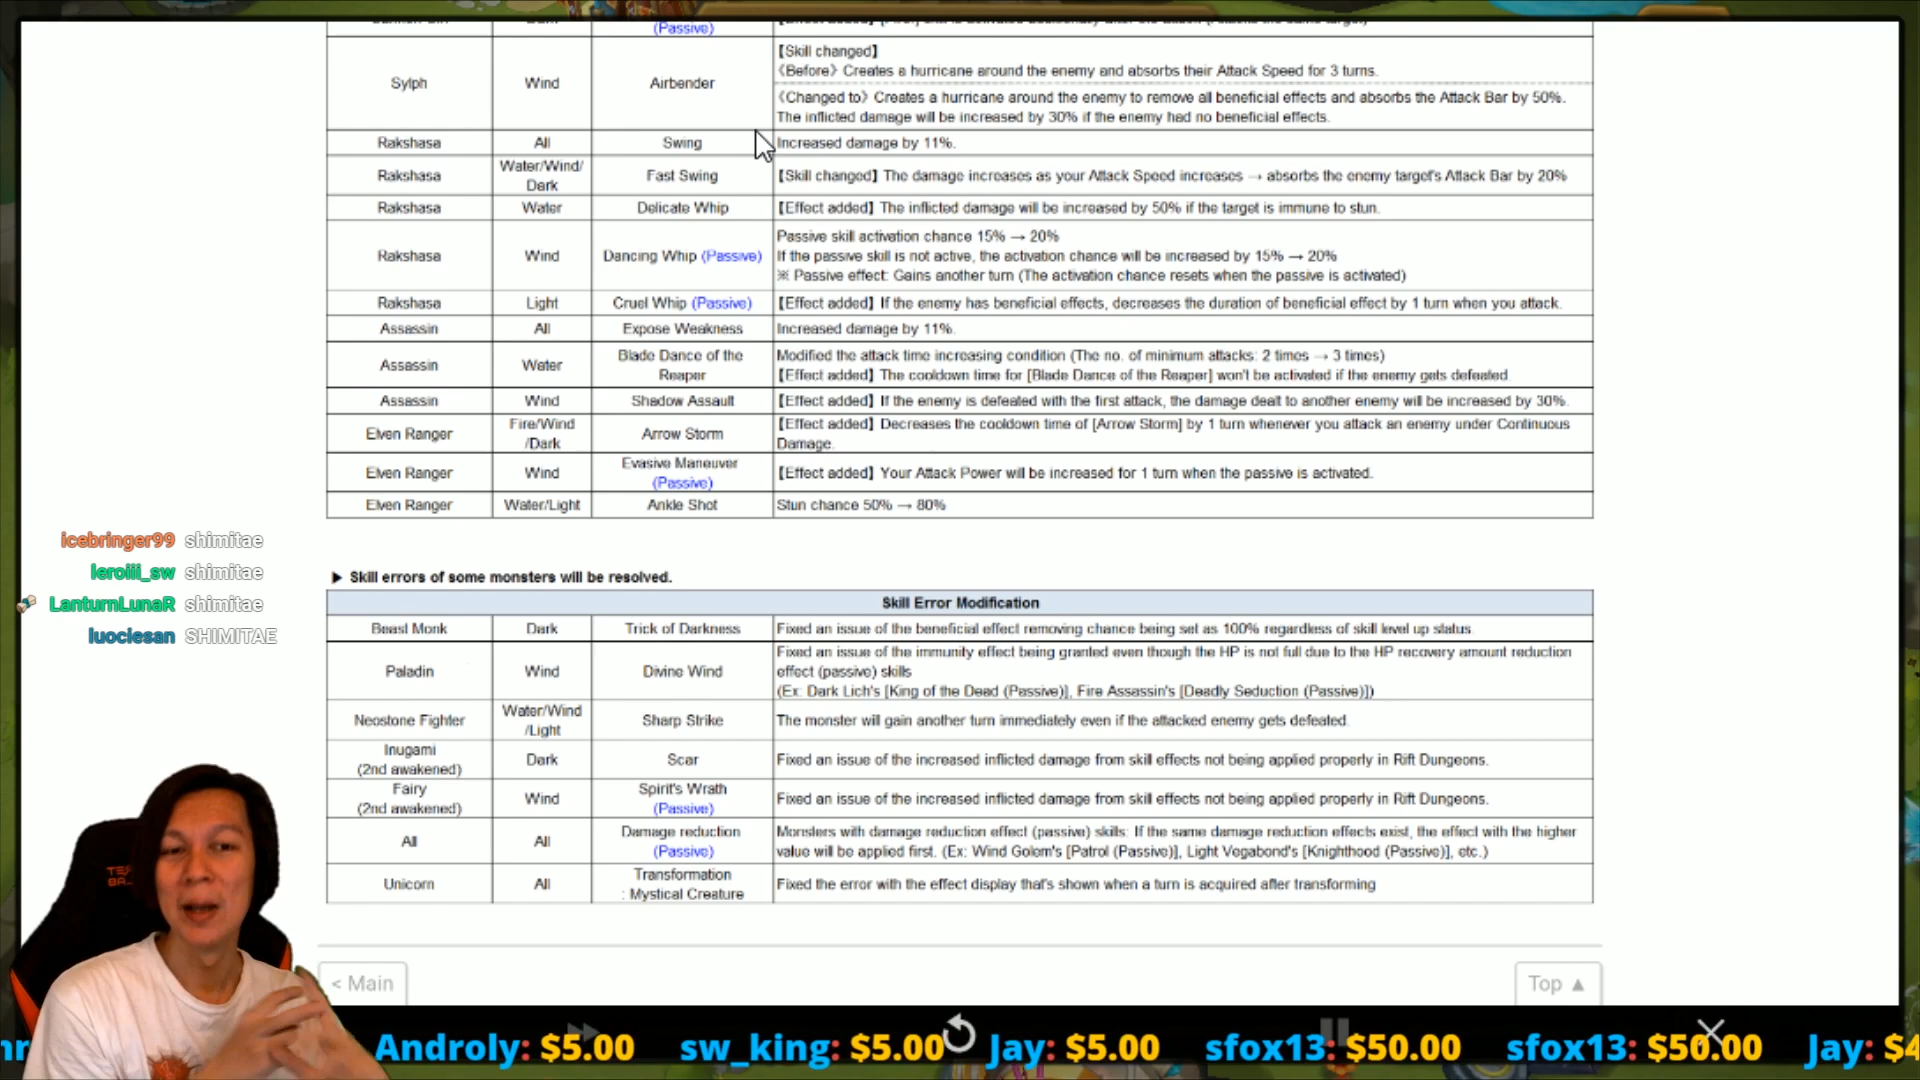 (Passive)
【Skill changed】
《Before》 Creates a hurricane around the enemy and absorbs their Attack Speed for 3 turns.
Sylph Wind Airbender
《Changed to》 Creates a hurricane around the enemy to remove all beneficial effects and absorbs the Attack Bar by 50%.
The inflicted damage will be increased by 30% if the enemy had no beneficial effects.
Rakshasa All Swing Increased damage by 11%.
Rakshasa Water/Wind/ Fast Swing 【Skill changed】 The damage increases as your Attack Speed increases → absorbs the enemy target's Attack Bar by 20%
Dark
Rakshasa Water Delicate Whip 【Effect added】 The inflicted damage will be increased by 50% if the target is immune to stun.
Passive skill activation chance 15% → 20%
Rakshasa Wind Dancing Whip (Passive) If the passive skill is not active, the activation chance will be increased by 15% → 20%
※ Passive effect: Gains another turn (The activation chance resets when the passive is activated)
Rakshasa Light Cruel Whip (Passive) 【Effect added】 If the enemy has beneficial effects, decreases the duration of beneficial effect by 1 turn when you attack.
Assassin All Expose Weakness Increased damage by 11%.
Assassin Water Blade Dance of the Modified the attack time increasing condition (The no. of minimum attacks: 2 times → 3 times)
Reaper 【Effect added】 The cooldown time for [Blade Dance of the Reaper] won't be activated if the enemy gets defeated
Assassin Wind Shadow Assault 【Effect added】 If the enemy is defeated with the first attack, the damage dealt to another enemy will be increased by 30%.
Elven Ranger Fire/Wind Arrow Storm 【Effect added】 Decreases the cooldown time of [Arrow Storm] by 1 turn whenever you attack an enemy under Continuous
/Dark Damage.
Elven Ranger Wind Evasive Maneuver 【Effect added】 Your Attack Power will be increased for 1 turn when the passive is activated.
(Passive)
Elven Ranger Water/Light Ankle Shot Stun chance 50% → 80%
icebringer99 shimitae
leroiii_sw shimitae
LanturnLunaR shimitae
luociesan SHIMITAE
▶ Skill errors of some monsters will be resolved.
Skill Error Modification
Beast Monk Dark Trick of Darkness Fixed an issue of the beneficial effect removing chance being set as 100% regardless of skill level up status.
Fixed an issue of the immunity effect being granted even though the HP is not full due to the HP recovery amount reduction
Paladin Wind Divine Wind effect (passive) skills
(Ex: Dark Lich's [King of the Dead (Passive)], Fire Assassin's [Deadly Seduction (Passive)])
Neostone Fighter Water/Wind Sharp Strike The monster will gain another turn immediately even if the attacked enemy gets defeated.
/Light
Inugami Dark Scar Fixed an issue of the increased inflicted damage from skill effects not being applied properly in Rift Dungeons.
(2nd awakened)
Fairy Wind Spirit's Wrath Fixed an issue of the increased inflicted damage from skill effects not being applied properly in Rift Dungeons.
(2nd awakened) (Passive)
All All Damage reduction Monsters with damage reduction effect (passive) skills: If the same damage reduction effects exist, the effect with the higher
(Passive) value will be applied first. (Ex: Wind Golem's [Patrol (Passive)], Light Vagabond's [Knighthood (Passive)], etc.)
Unicorn All Transformation Fixed the error with the effect display that's shown when a turn is acquired after transforming
: Mystical Creature
< Main
Top ▲
Androly: $5.00 sw_king: $5.00 Jay: $5.00 sfox13: $50.00 sfox13: $50.00 Jay: $4